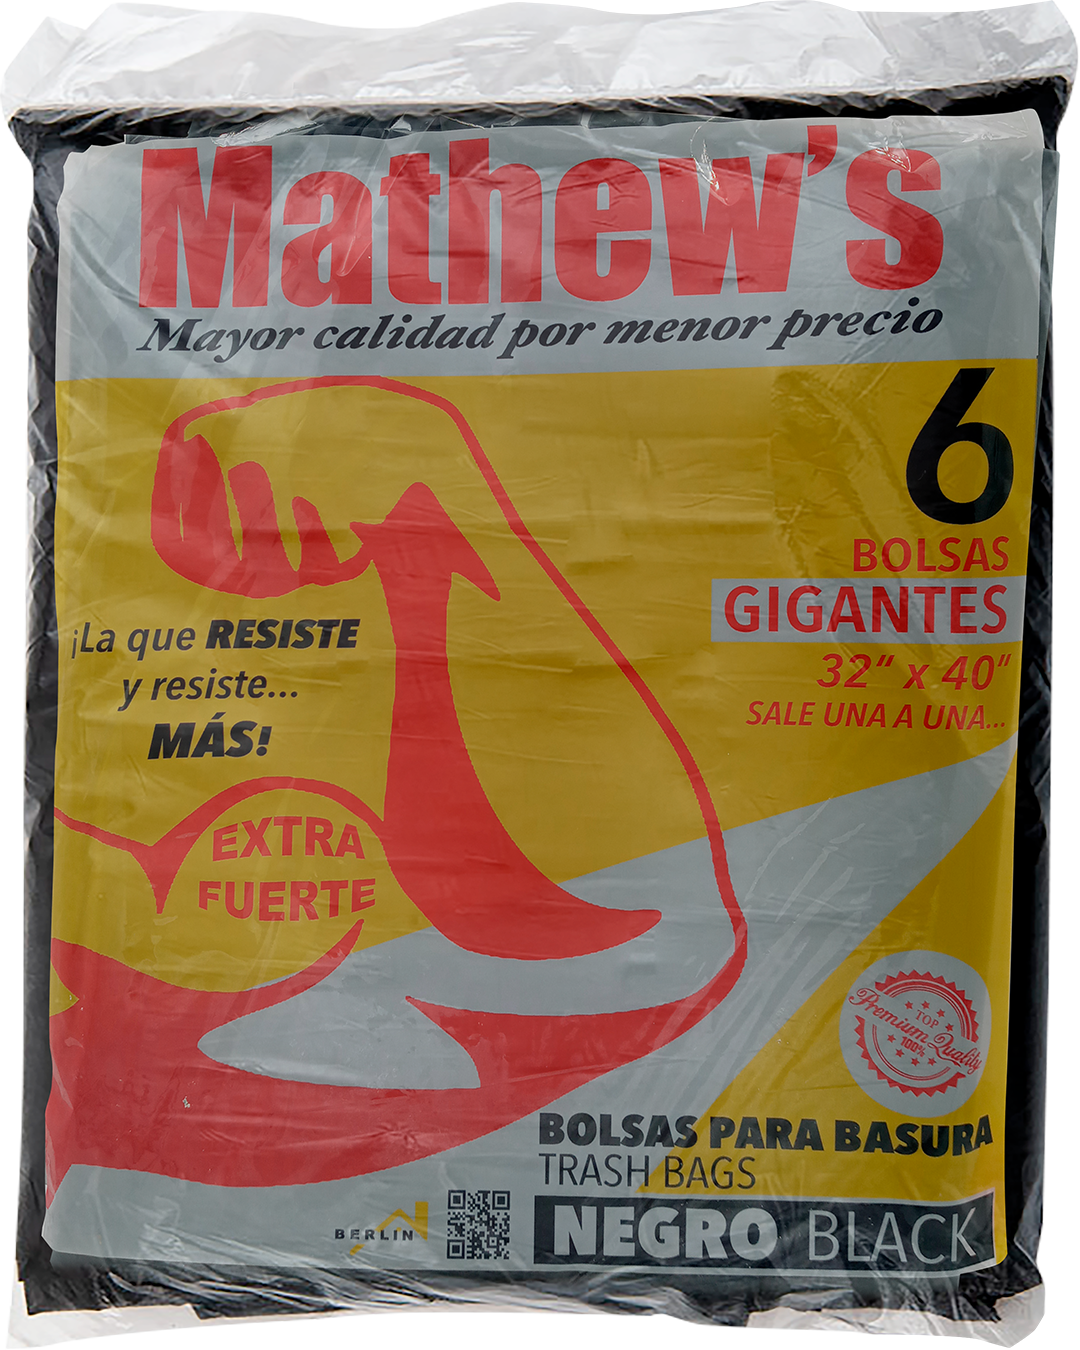 Mathew's
Mayor calidad por menor precio
6
BOLSAS
GIGANTES
32" x 40"
SALE UNA A UNA...
¡La que RESISTE
y resiste...
MÁS!
EXTRA
FUERTE
TOP
Premium Quality
100%
BOLSAS PARA BASURA
TRASH BAGS
NEGRO BLACK
BERLIN